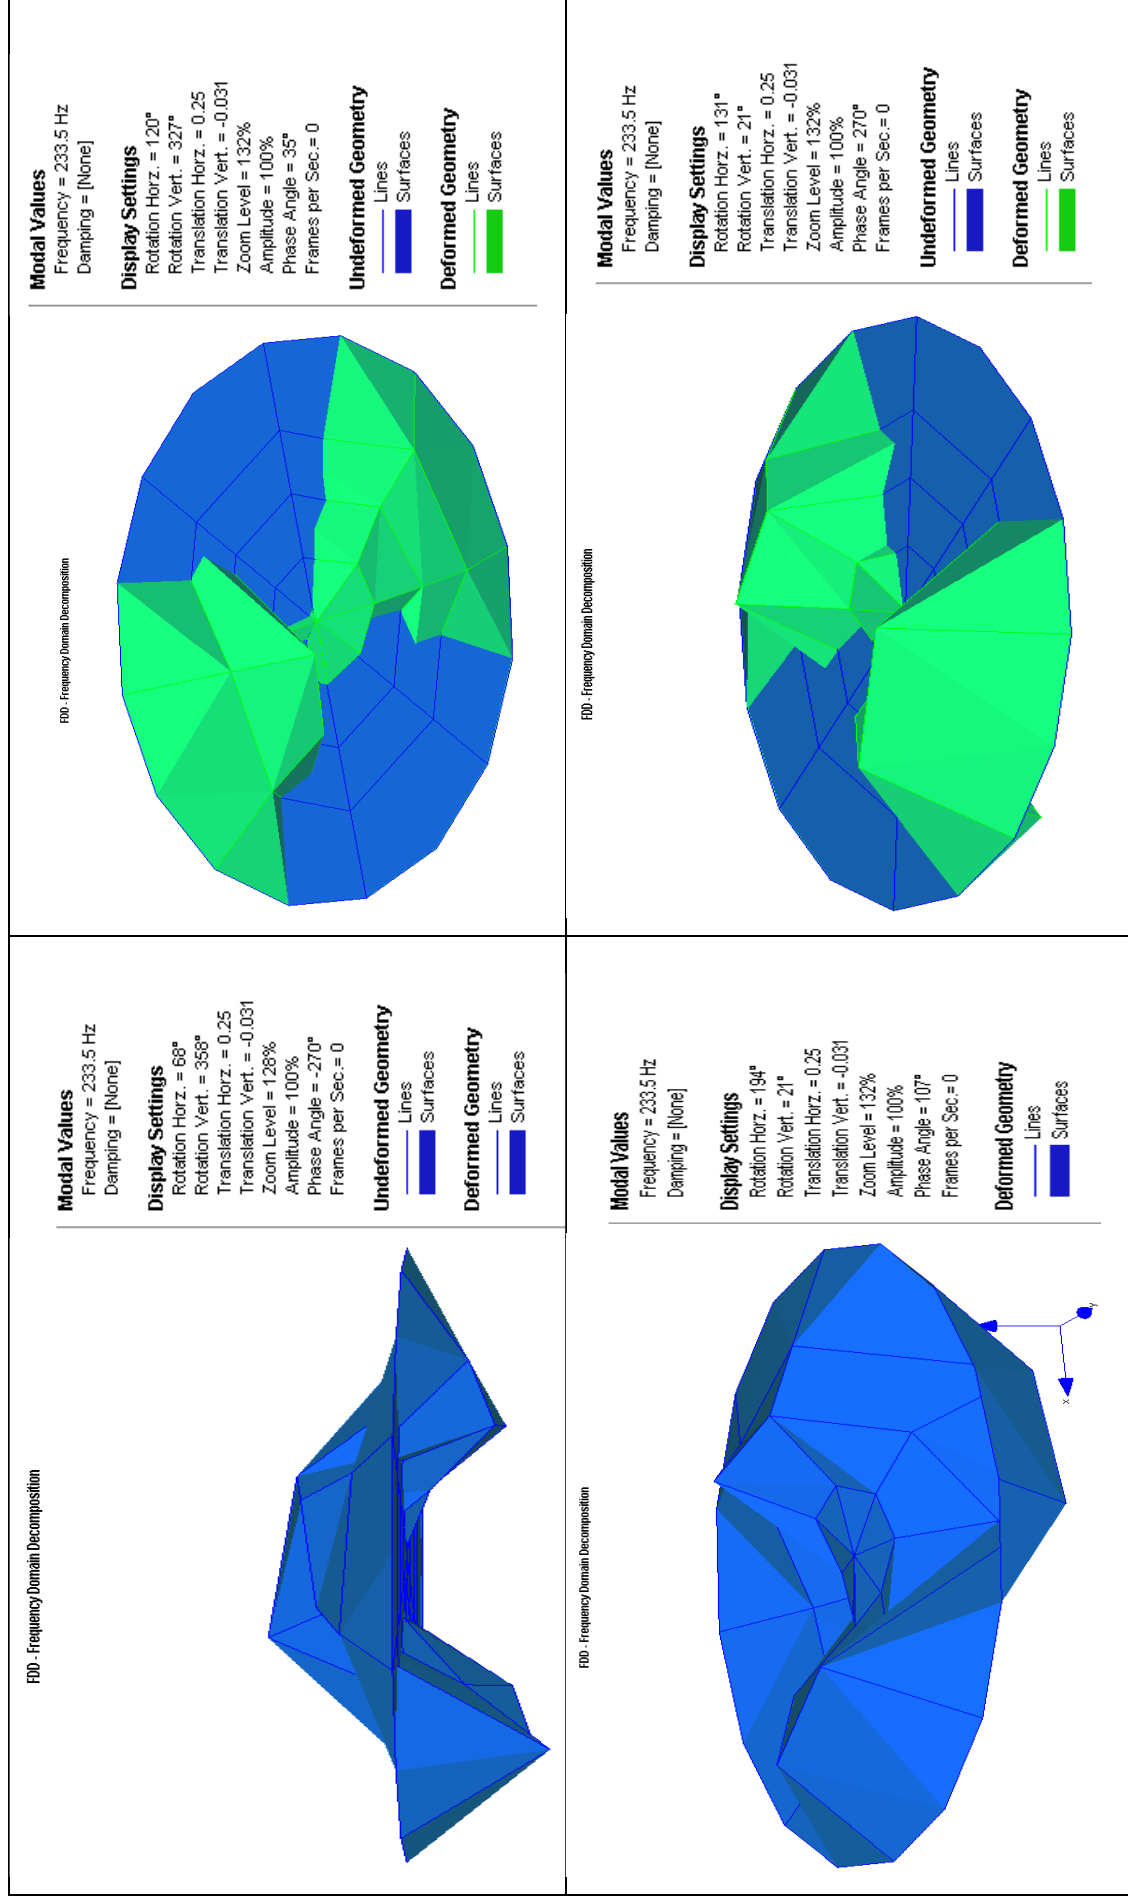 FDD - Frequency Domain Decomposition
Modal Values
Frequency = 233.5 Hz
Damping = [None]
Display Settings
Rotation Horz. = 68°
Rotation Vert. = 358°
Translation Horz. = 0.25
Translation Vert. = -0.031
Zoom Level = 128%
Amplitude = 100%
Phase Angle = -270°
Frames per Sec.= 0
Undeformed Geometry
Lines
Surfaces
Deformed Geometry
Lines
Surfaces
FDD - Frequency Domain Decomposition
Modal Values
Frequency = 233.5 Hz
Damping = [None]
Display Settings
Rotation Horz. = 120°
Rotation Vert. = 327°
Translation Horz. = 0.25
Translation Vert. = -0.031
Zoom Level = 132%
Amplitude = 100%
Phase Angle = 35°
Frames per Sec.= 0
Undeformed Geometry
Lines
Surfaces
Deformed Geometry
Lines
Surfaces
FDD - Frequency Domain Decomposition
Modal Values
Frequency = 233.5 Hz
Damping = [None]
Display Settings
Rotation Horz. = 194°
Rotation Vert. = 21°
Translation Horz. = 0.25
Translation Vert. = -0.031
Zoom Level = 132%
Amplitude = 100%
Phase Angle = 107°
Frames per Sec.= 0
Deformed Geometry
Lines
Surfaces
x
y
FDD - Frequency Domain Decomposition
Modal Values
Frequency = 233.5 Hz
Damping = [None]
Display Settings
Rotation Horz. = 131°
Rotation Vert. = 21°
Translation Horz. = 0.25
Translation Vert. = -0.031
Zoom Level = 132%
Amplitude = 100%
Phase Angle = 270°
Frames per Sec.= 0
Undeformed Geometry
Lines
Surfaces
Deformed Geometry
Lines
Surfaces